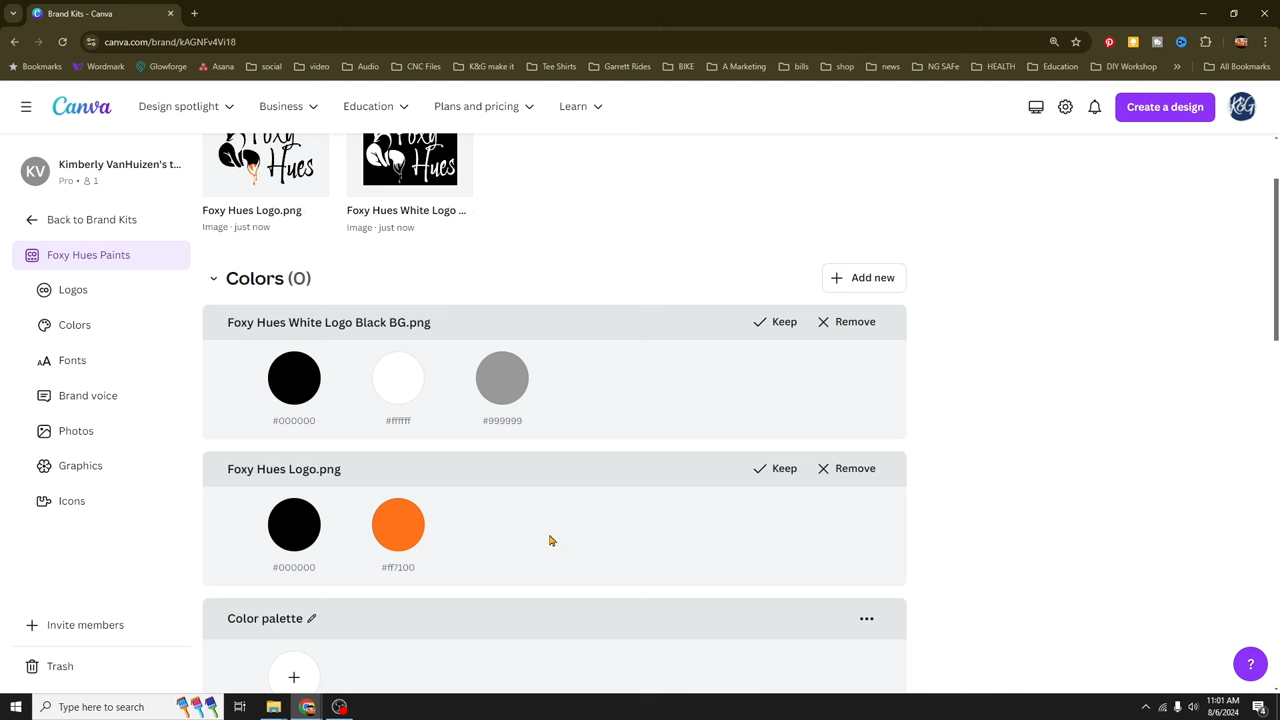 Brand Kits - Canva
canva.com/brand/kAGNFv4Vi18
Bookmarks Wordmark Glowforge Asana social video Audio CNC Files K&G make it Tee Shirts Garrett Rides BIKE A Marketing bills shop news NG SAFe HEALTH Education DIY Workshop » All Bookmarks
Canva Design spotlight Business Education Plans and pricing Learn Create a design K&G
KV Kimberly VanHuizen's t...
Pro • 1
Back to Brand Kits
Foxy Hues Paints
Logos
Colors
Fonts
Brand voice
Photos
Graphics
Icons
Invite members
Trash
Foxy Hues
Foxy Hues
Foxy Hues Logo.png
Image · just now
Foxy Hues White Logo ...
Image · just now
Colors (0) + Add new
Foxy Hues White Logo Black BG.png Keep Remove
#000000 #ffffff #999999
Foxy Hues Logo.png Keep Remove
#000000 #ff7100
Color palette
+
?
Type here to search
11:01 AM
8/6/2024
4